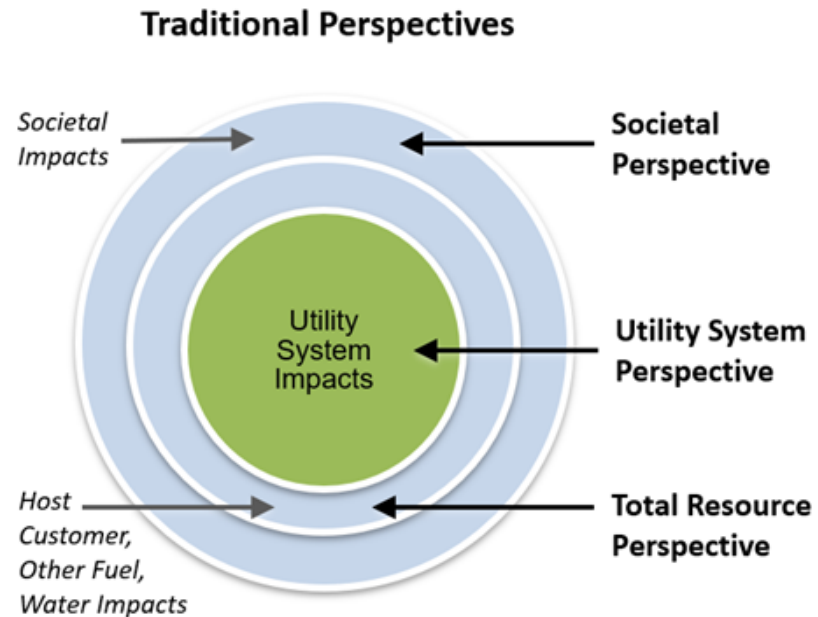 Traditional Perspectives
Societal
Impacts
Societal
Perspective
Utility
System
Impacts
Utility System
Perspective
Host
Customer,
Other Fuel,
Water Impacts
Total Resource
Perspective